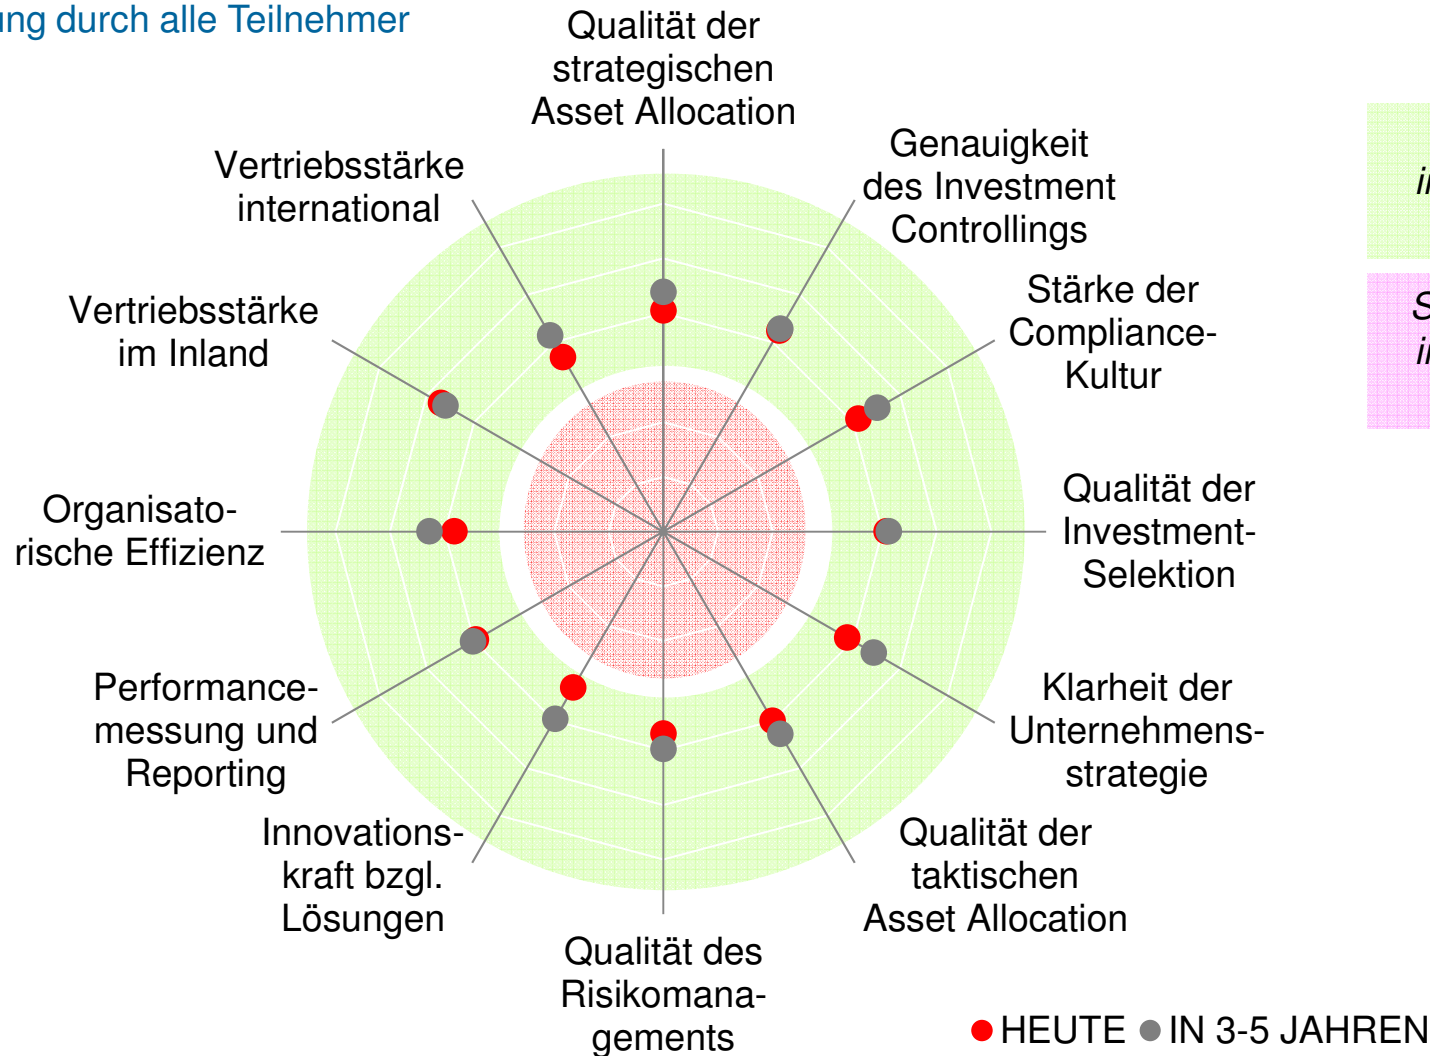 durch alle Teilnehmer
Qualität der
strategischen
Asset Allocation
Genauigkeit
des Investment
Controllings
Stärke der
Compliance-
Kultur
Qualität der
Investment-
Selektion
Klarheit der
Unternehmens-
strategie
Qualität der
taktischen
Asset Allocation
Qualität des
Risikomana-
gements
Innovations-
kraft bzgl.
Lösungen
Performance-
messung und
Reporting
Organisato-
rische Effizienz
Vertriebsstärke
im Inland
Vertriebsstärke
international
HEUTE IN 3-5 JAHREN